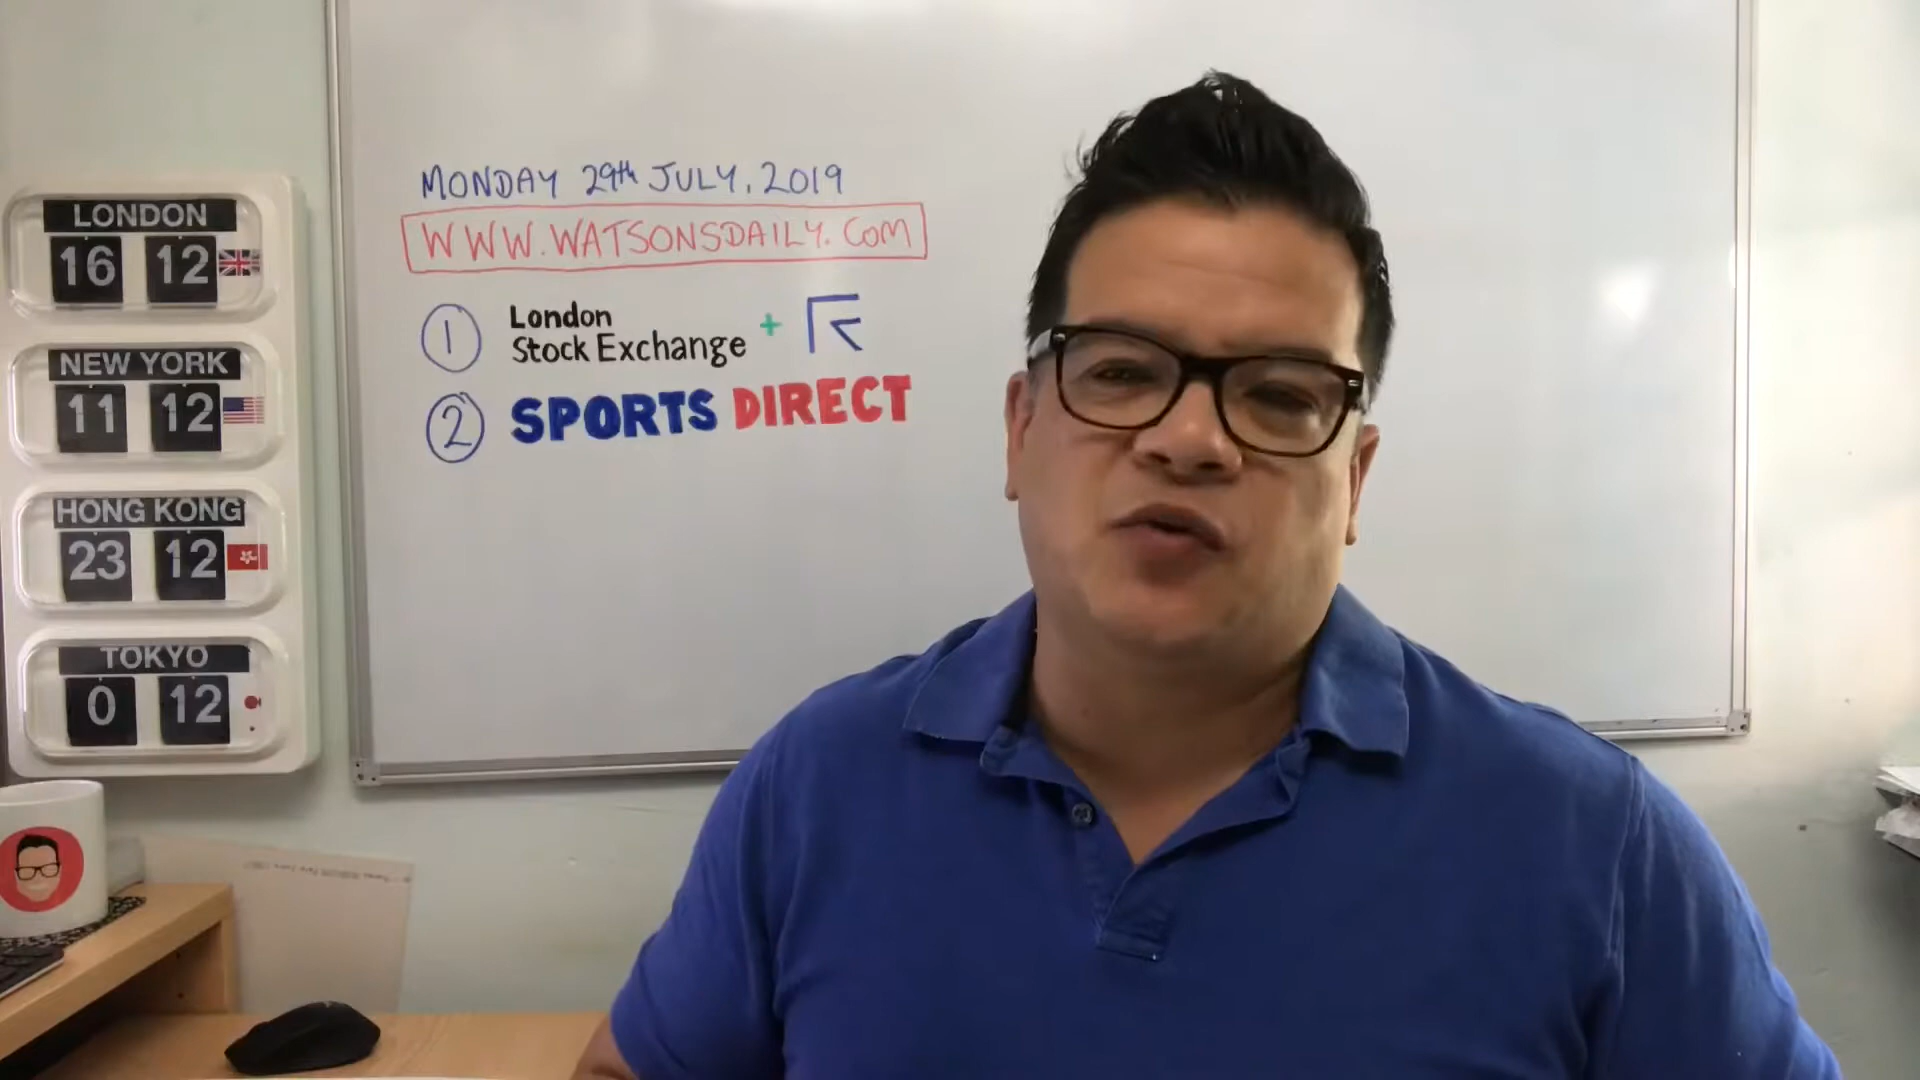 MONDAY 29th JULY, 2019
WWW.WATSONSDAILY.COM
1 London
Stock Exchange +
2 SPORTS DIRECT
LONDON
16 12
NEW YORK
11 12
HONG KONG
23 12
TOKYO
0 12